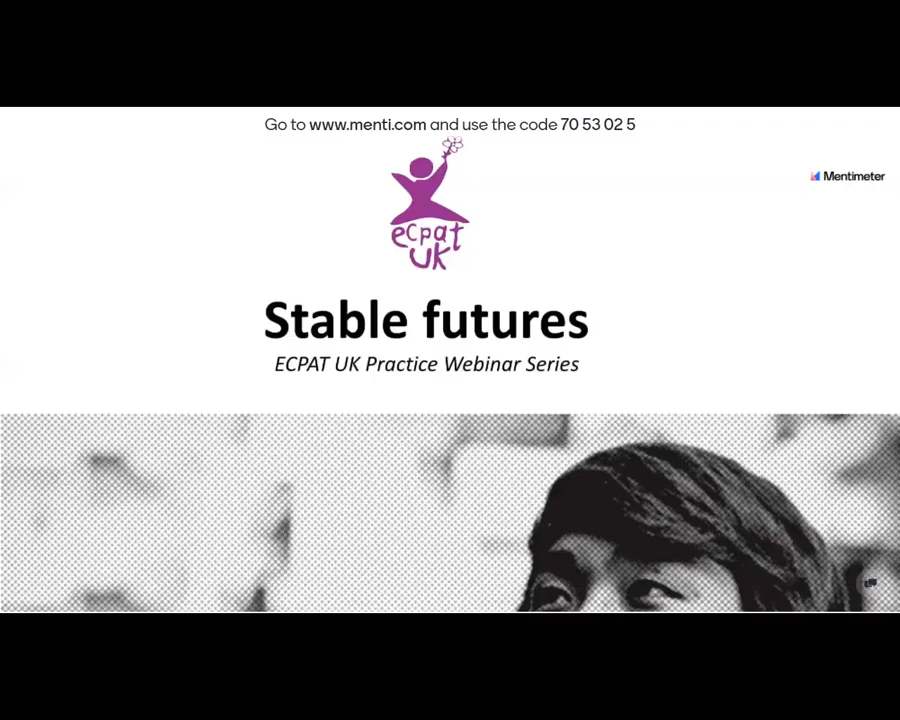 Go to www.menti.com and use the code 70 53 02 5
Mentimeter
ecpat
UK
Stable futures
ECPAT UK Practice Webinar Series